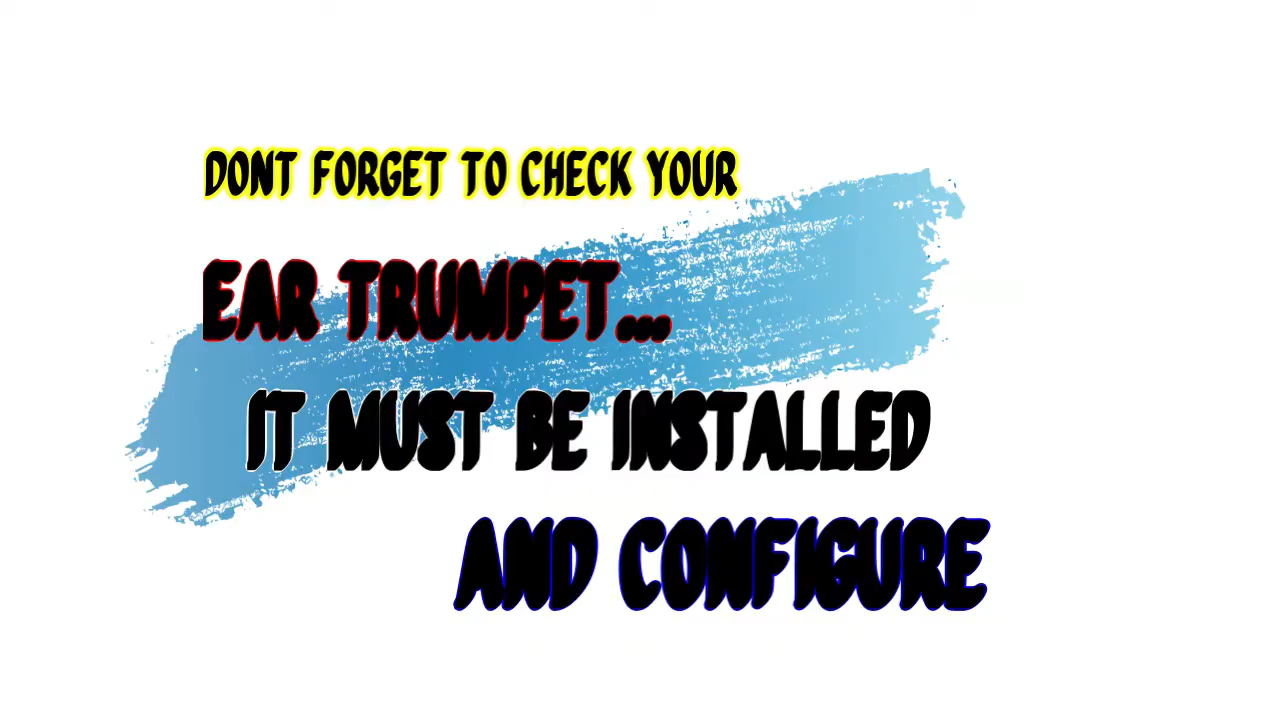 DONT FORGET TO CHECK YOUR
EAR TRUMPET...
IT MUST BE INSTALLED
AND CONFIGURE